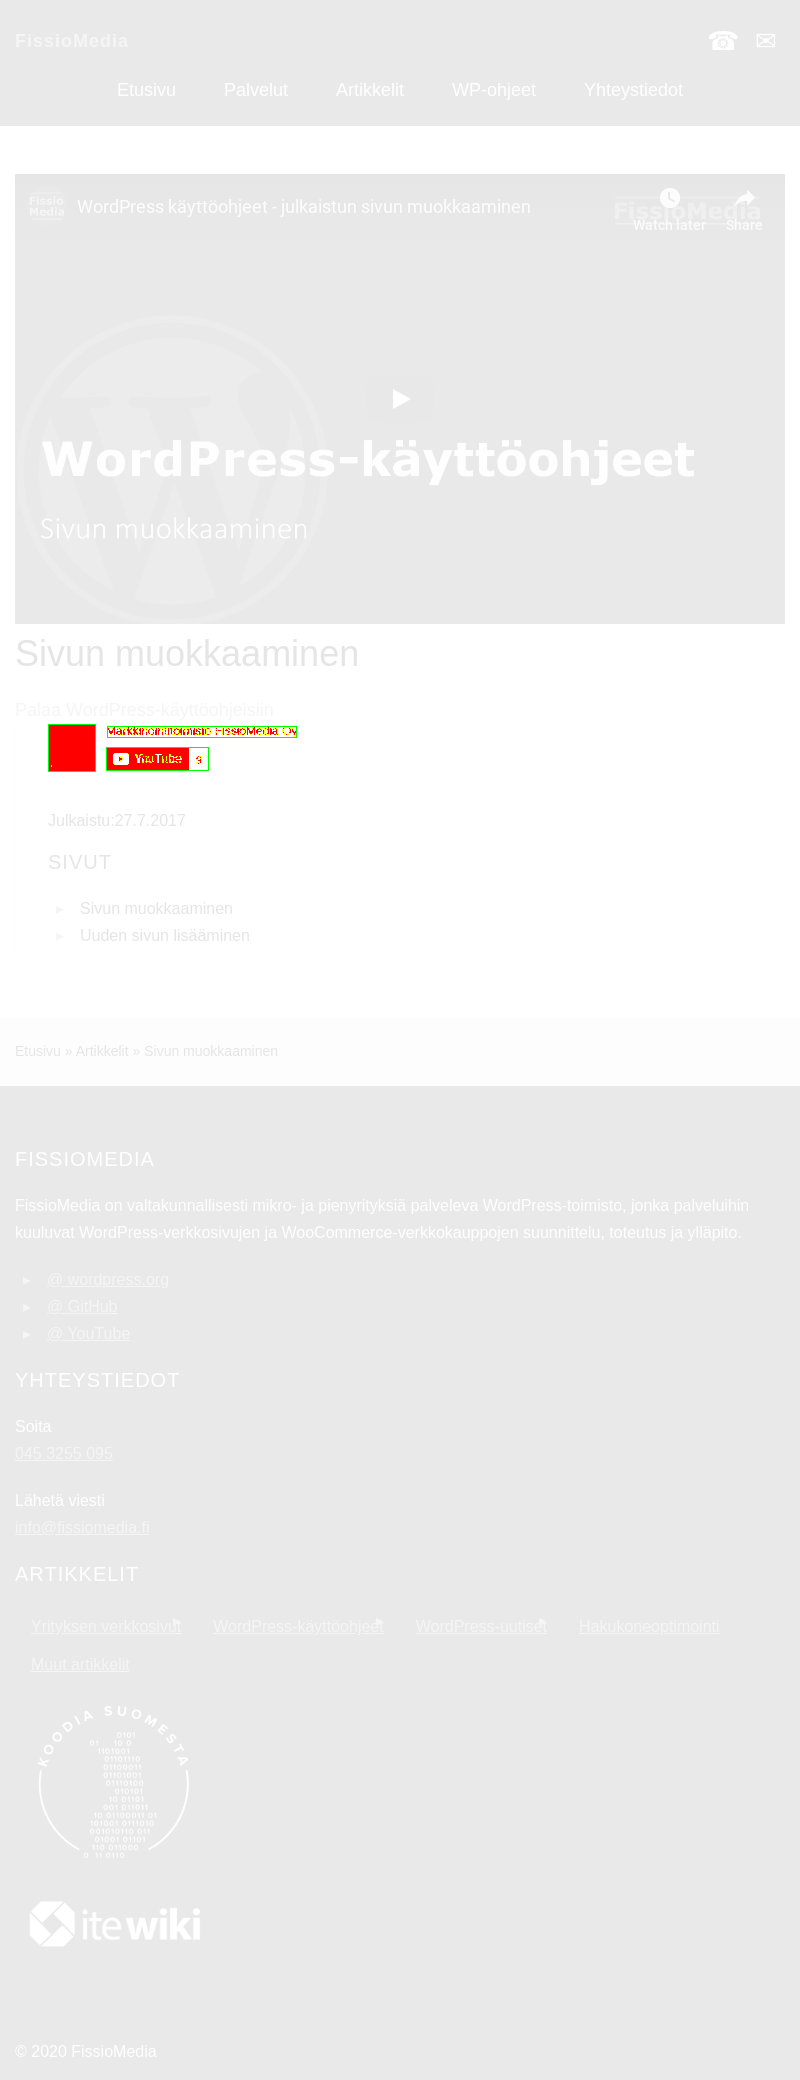 FissioMedia
☎ ✉
Etusivu Palvelut Artikkelit WP-ohjeet Yhteystiedot
Fissio Media
WordPress käyttöohjeet - julkaistun sivun muokkaaminen
FissioMedia
Watch later Share
WordPress-käyttöohjeet
Sivun muokkaaminen
Sivun muokkaaminen
Palaa WordPress-käyttöohjeisiin
Markkinointitoimisto FissioMedia Oy
YouTube 9
Julkaistu:27.7.2017
SIVUT
Sivun muokkaaminen
Uuden sivun lisääminen
Etusivu » Artikkelit » Sivun muokkaaminen
FISSIOMEDIA
FissioMedia on valtakunnallisesti mikro- ja pienyrityksiä palveleva WordPress-toimisto, jonka palveluihin
kuuluvat WordPress-verkkosivujen ja WooCommerce-verkkokauppojen suunnittelu, toteutus ja ylläpito.
@ wordpress.org
@ GitHub
@ YouTube
YHTEYSTIEDOT
Soita
045 3255 095
Lähetä viesti
info@fissiomedia.fi
ARTIKKELIT
Yrityksen verkkosivut WordPress-käyttöohjeet WordPress-uutiset Hakukoneoptimointi
Muut artikkelit
KOODIA SUOMESTA
itewiki
© 2020 FissioMedia